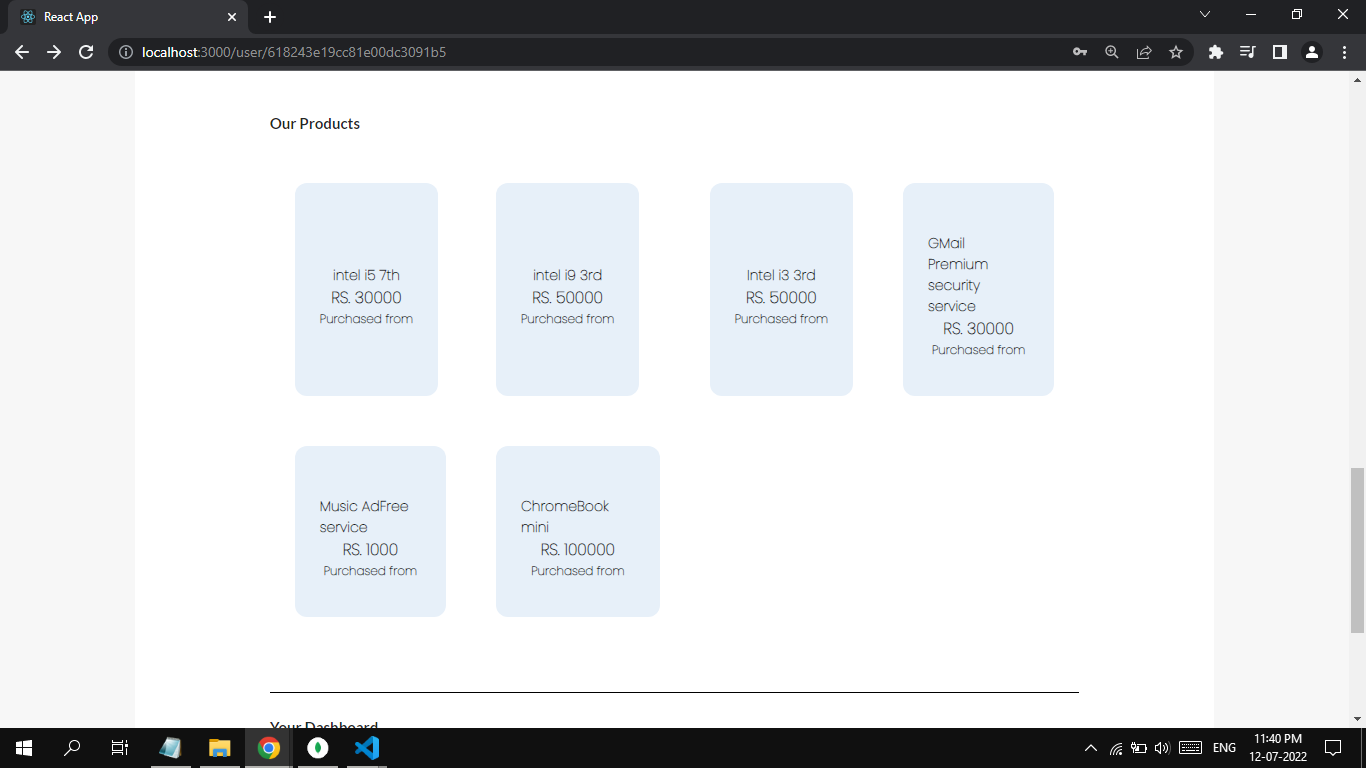 React App
localhost:3000/user/618243e19cc81e00dc3091b5
Our Products
intel i5 7th
RS. 30000
Purchased from
intel i9 3rd
RS. 50000
Purchased from
Intel i3 3rd
RS. 50000
Purchased from
GMail
Premium
security
service
RS. 30000
Purchased from
Music AdFree
service
RS. 1000
Purchased from
ChromeBook
mini
RS. 100000
Purchased from
Your Dashboard
ENG
11:40 PM
12-07-2022